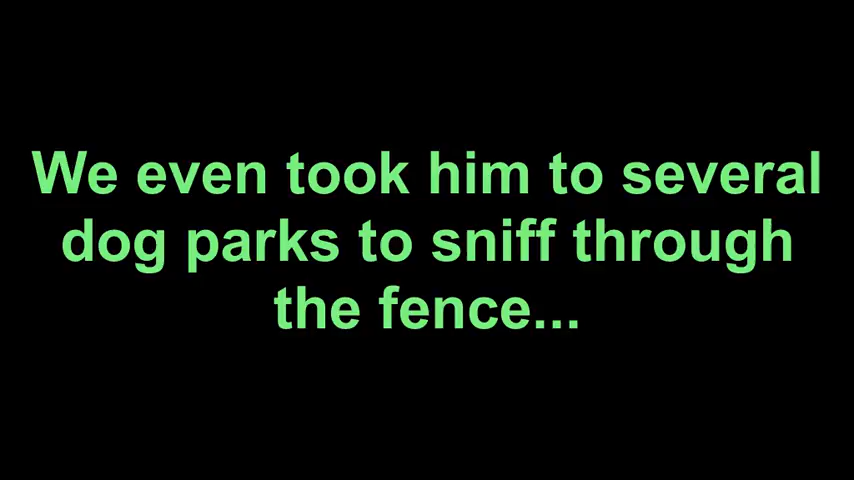 We even took him to several
dog parks to sniff through
the fence...